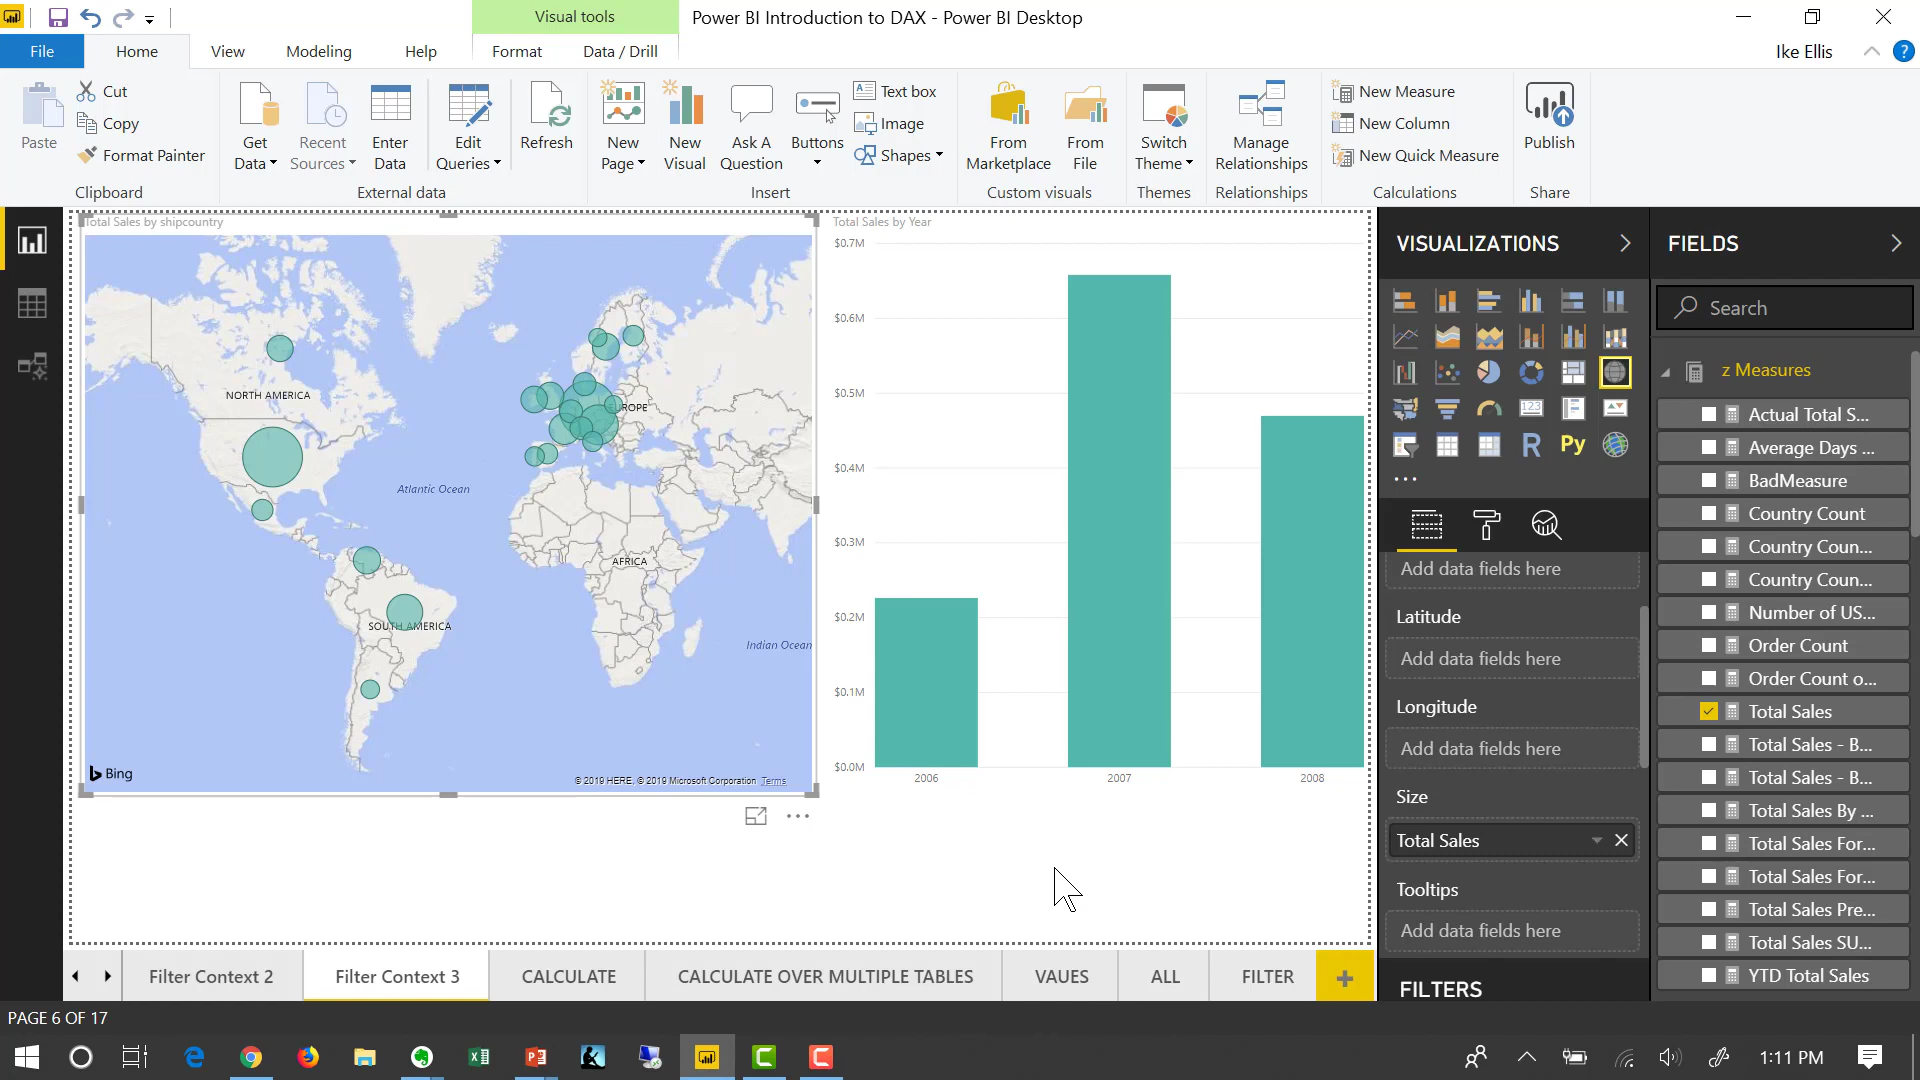 Visual tools
Power BI Introduction to DAX - Power BI Desktop
File
Home
View
Modeling
Help
Format
Data / Drill
Ike Ellis
?
Paste
Cut
Copy
Format Painter
Clipboard
Get Data
Recent Sources
Enter Data
Edit Queries
Refresh
External data
New Page
New Visual
Ask A Question
Buttons
Text box
Image
Shapes
Insert
From Marketplace
From File
Custom visuals
Switch Theme
Themes
Manage Relationships
Relationships
New Measure
New Column
New Quick Measure
Calculations
Publish
Share
Total Sales by shipcountry
NORTH AMERICA
EUROPE
Atlantic Ocean
AFRICA
SOUTH AMERICA
Indian Ocean
Bing
© 2019 HERE, © 2019 Microsoft Corporation Terms
Total Sales by Year
$0.7M
$0.6M
$0.5M
$0.4M
$0.3M
$0.2M
$0.1M
$0.0M
2006
2007
2008
VISUALIZATIONS
123
R
Py
Add data fields here
Latitude
Add data fields here
Longitude
Add data fields here
Size
Total Sales
Tooltips
Add data fields here
FILTERS
FIELDS
Search
z Measures
Actual Total S...
Average Days ...
BadMeasure
Country Count
Country Coun...
Country Coun...
Number of US...
Order Count
Order Count o...
Total Sales
Total Sales - B...
Total Sales - B...
Total Sales By ...
Total Sales For...
Total Sales For...
Total Sales Pre...
Total Sales SU...
YTD Total Sales
Filter Context 2
Filter Context 3
CALCULATE
CALCULATE OVER MULTIPLE TABLES
VAUES
ALL
FILTER
PAGE 6 OF 17
1:11 PM